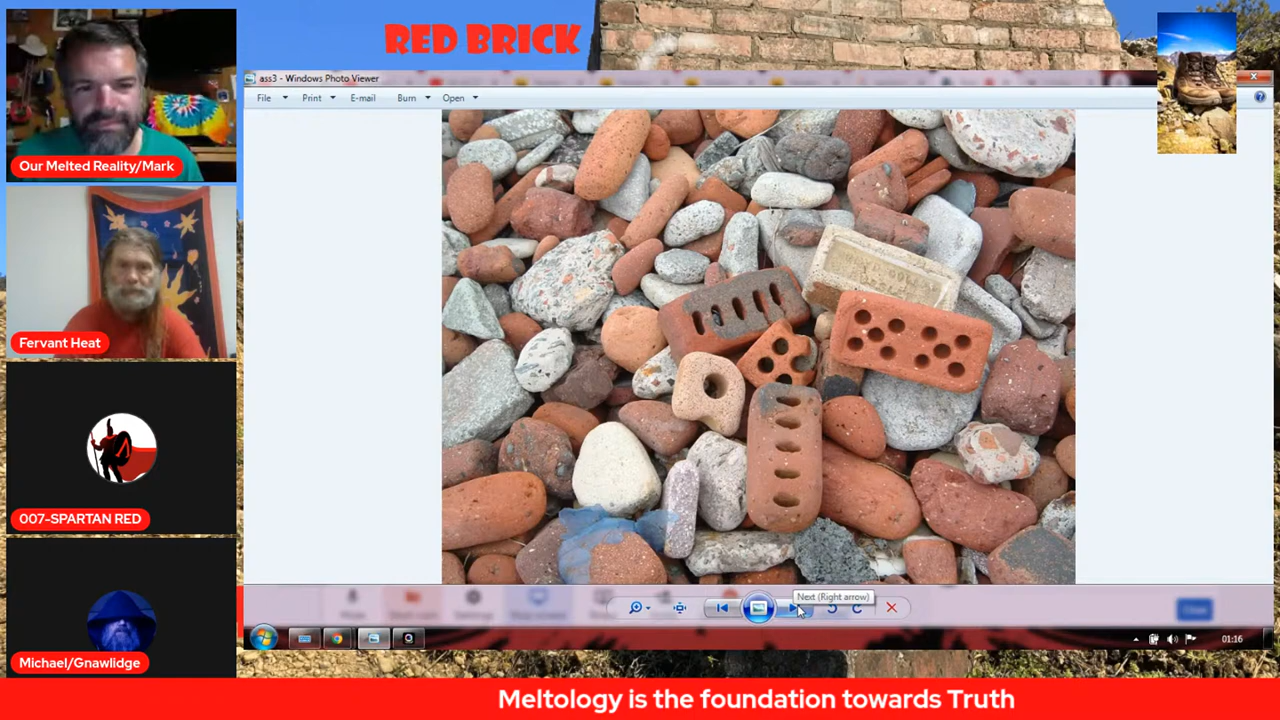 RED BRICK
ass3 - Windows Photo Viewer
File
Print
E-mail
Burn
Open
Our Melted Reality/Mark
Fervant Heat
007-SPARTAN RED
Michael/Gnawlidge
Next (Right arrow)
01:16
Meltology is the foundation towards Truth